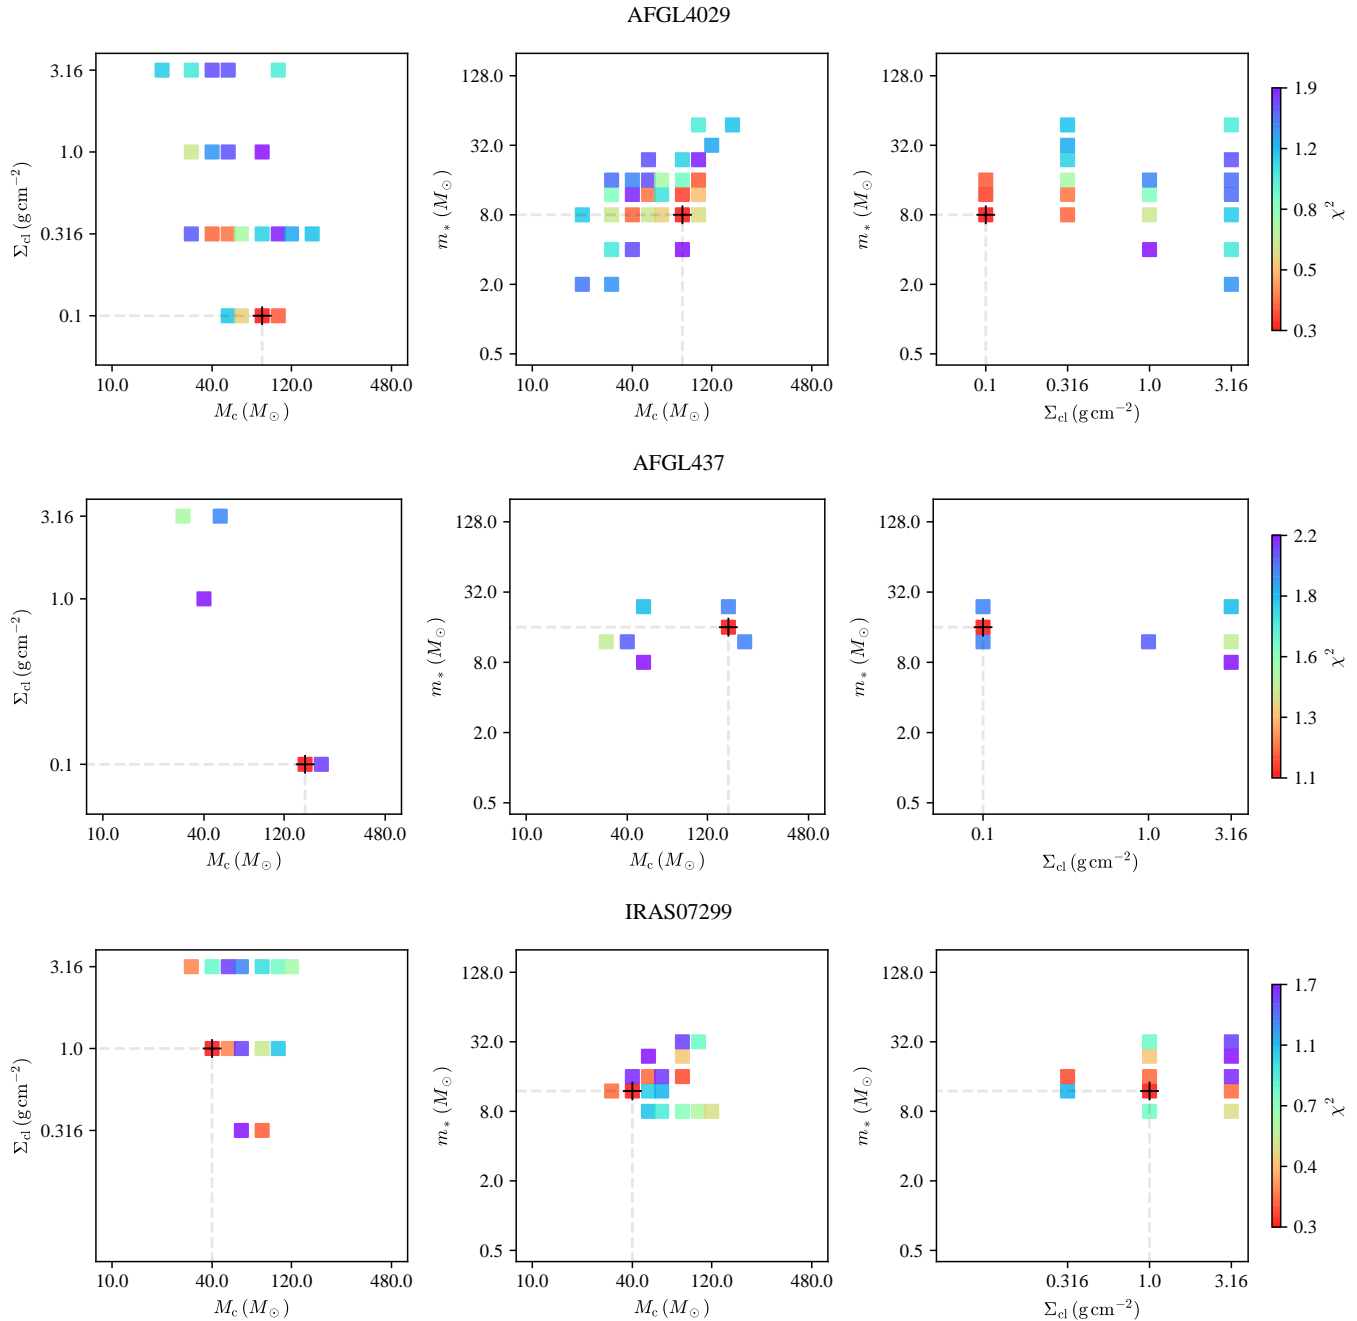 AFGL4029
3.16
1.0
0.316
0.1
Σcl (g cm⁻²)
10.0 40.0 120.0 480.0
Mc (M⊙)
128.0
32.0
8.0
2.0
0.5
m* (M⊙)
10.0 40.0 120.0 480.0
Mc (M⊙)
128.0
32.0
8.0
2.0
0.5
m* (M⊙)
0.1 0.316 1.0 3.16
Σcl (g cm⁻²)
1.9
1.2
0.8
0.5
0.3
χ²
AFGL437
3.16
1.0
0.1
Σcl (g cm⁻²)
10.0 40.0 120.0 480.0
Mc (M⊙)
128.0
32.0
8.0
2.0
0.5
m* (M⊙)
10.0 40.0 120.0 480.0
Mc (M⊙)
128.0
32.0
8.0
2.0
0.5
m* (M⊙)
0.1 1.0 3.16
Σcl (g cm⁻²)
2.2
1.8
1.6
1.3
1.1
χ²
IRAS07299
3.16
1.0
0.316
Σcl (g cm⁻²)
10.0 40.0 120.0 480.0
Mc (M⊙)
128.0
32.0
8.0
2.0
0.5
m* (M⊙)
10.0 40.0 120.0 480.0
Mc (M⊙)
128.0
32.0
8.0
2.0
0.5
m* (M⊙)
0.316 1.0 3.16
Σcl (g cm⁻²)
1.7
1.1
0.7
0.4
0.3
χ²